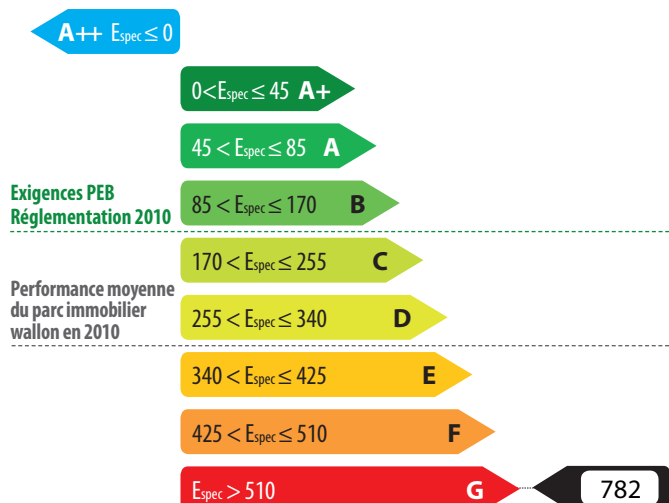 A++ Espec ≤ 0
0<Espec ≤ 45 A+
45 < Espec ≤ 85 A
Exigences PEB
Réglementation 2010
85 < Espec ≤ 170 B
170 < Espec ≤ 255 C
Performance moyenne
du parc immobilier
wallon en 2010
255 < Espec ≤ 340 D
340 < Espec ≤ 425 E
425 < Espec ≤ 510 F
Espec > 510 G
782